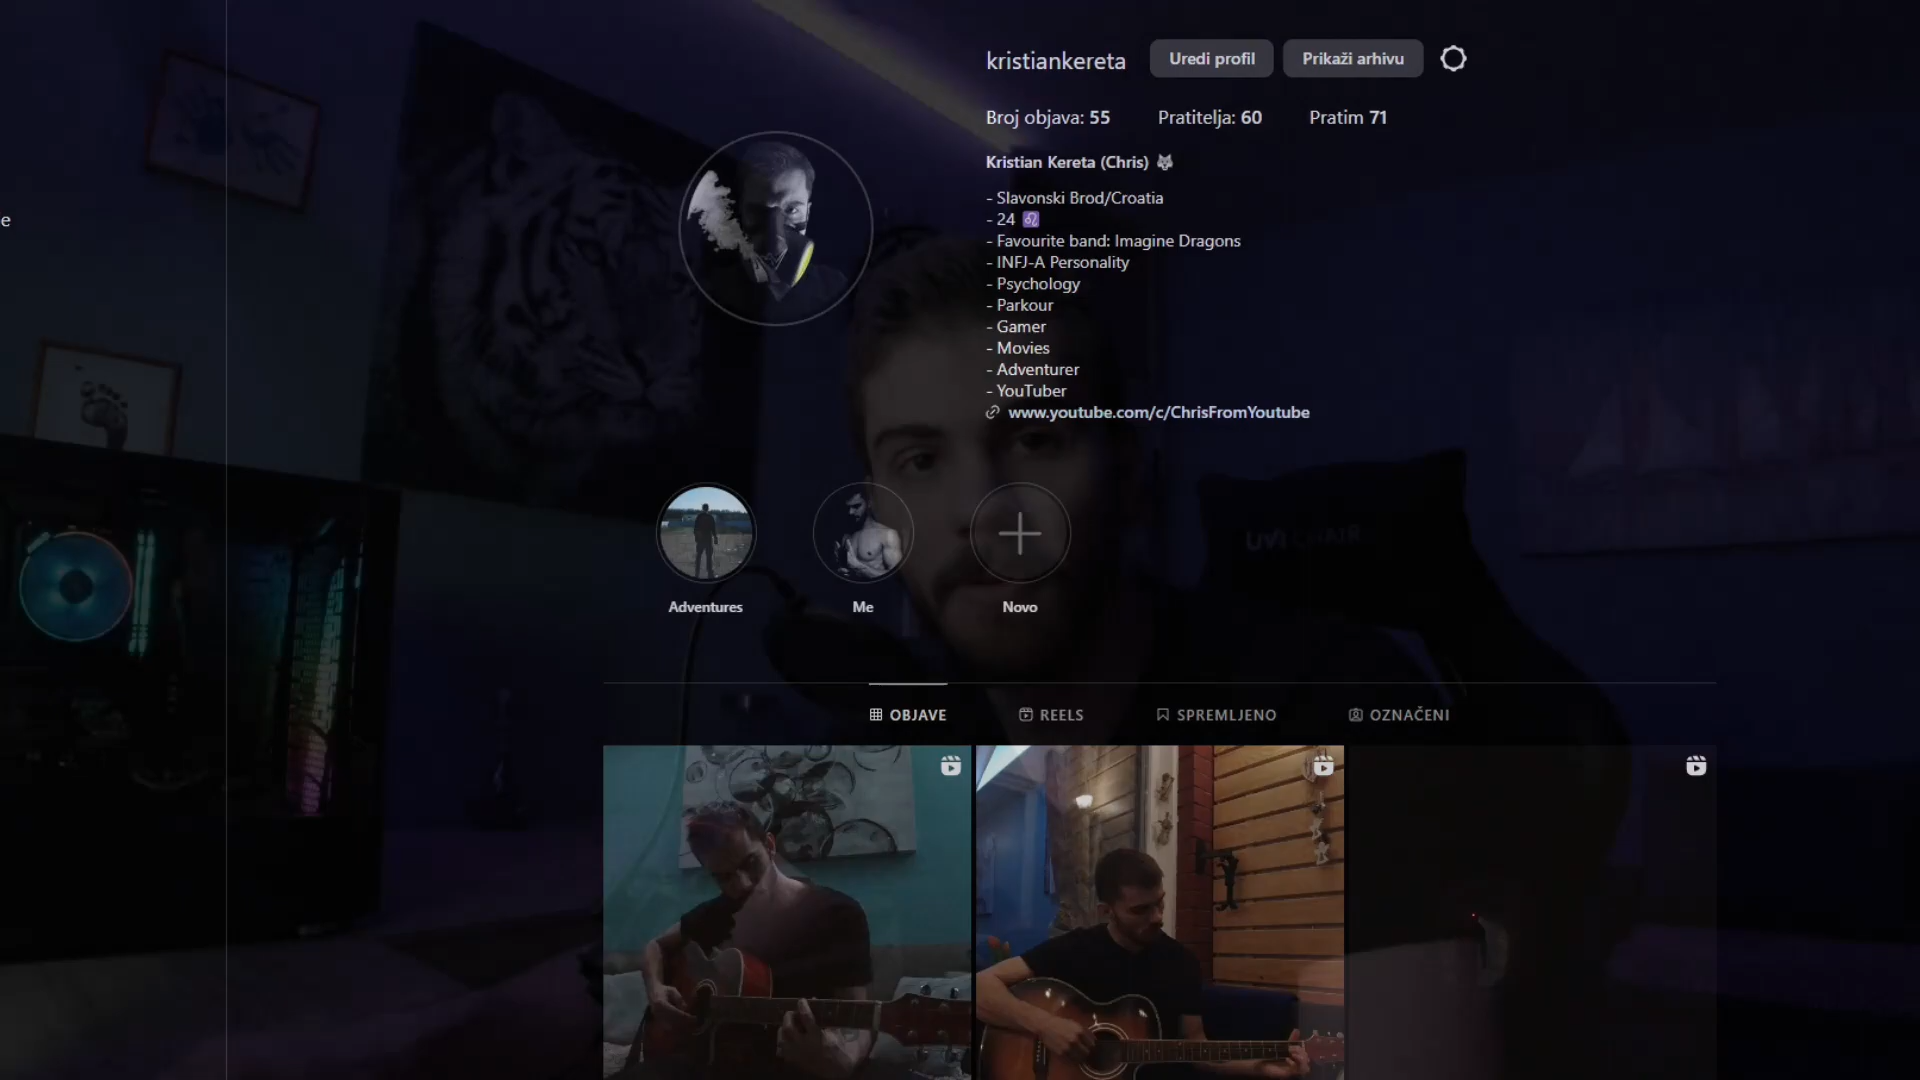 kristiankereta
Uredi profil
Prikaži arhivu
Broj objava: 55
Pratitelja: 60
Pratim 71
Kristian Kereta (Chris) 🐺
- Slavonski Brod/Croatia
- 24 ♌
- Favourite band: Imagine Dragons
- INFJ-A Personality
- Psychology
- Parkour
- Gamer
- Movies
- Adventurer
- YouTuber
www.youtube.com/c/ChrisFromYoutube
e
Adventures
Me
Novo
OBJAVE
REELS
SPREMLJENO
OZNAČENI